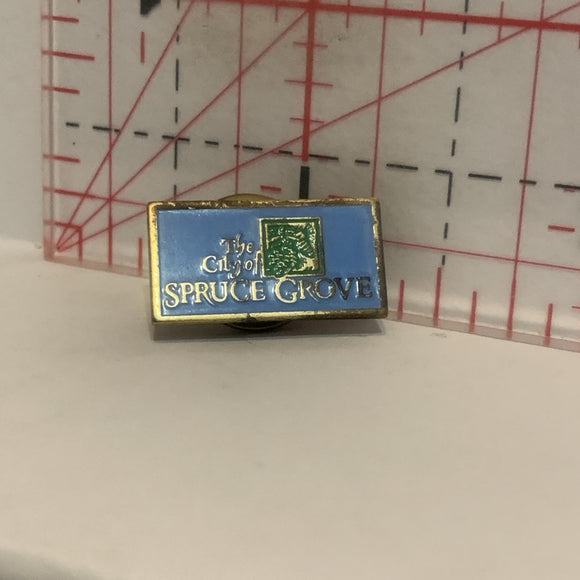 The
City of
SPRUCE GROVE